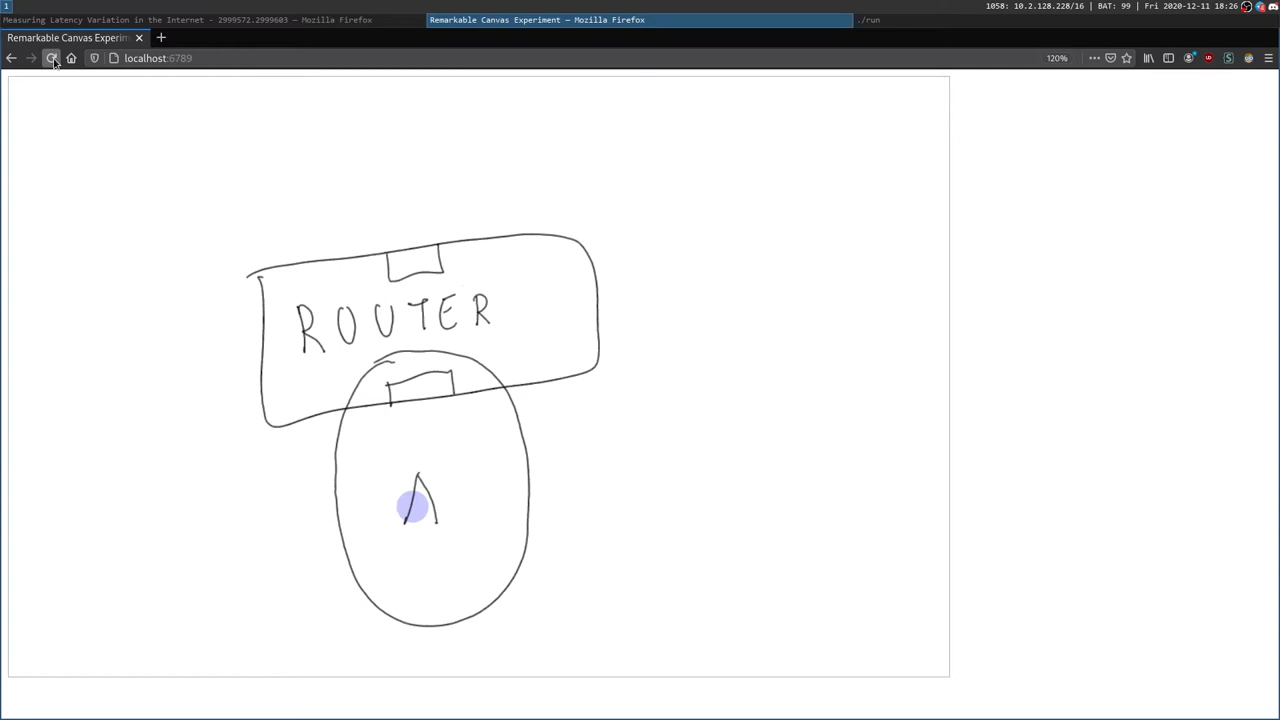 1
1058: 10.2.128.228/16 | BAT: 99 | Fri 2020-12-11 18:26
Measuring Latency Variation in the Internet - 2999572.2999603 — Mozilla Firefox
Remarkable Canvas Experiment — Mozilla Firefox
./run
Remarkable Canvas Experim
localhost:6789
120%
ROUTER